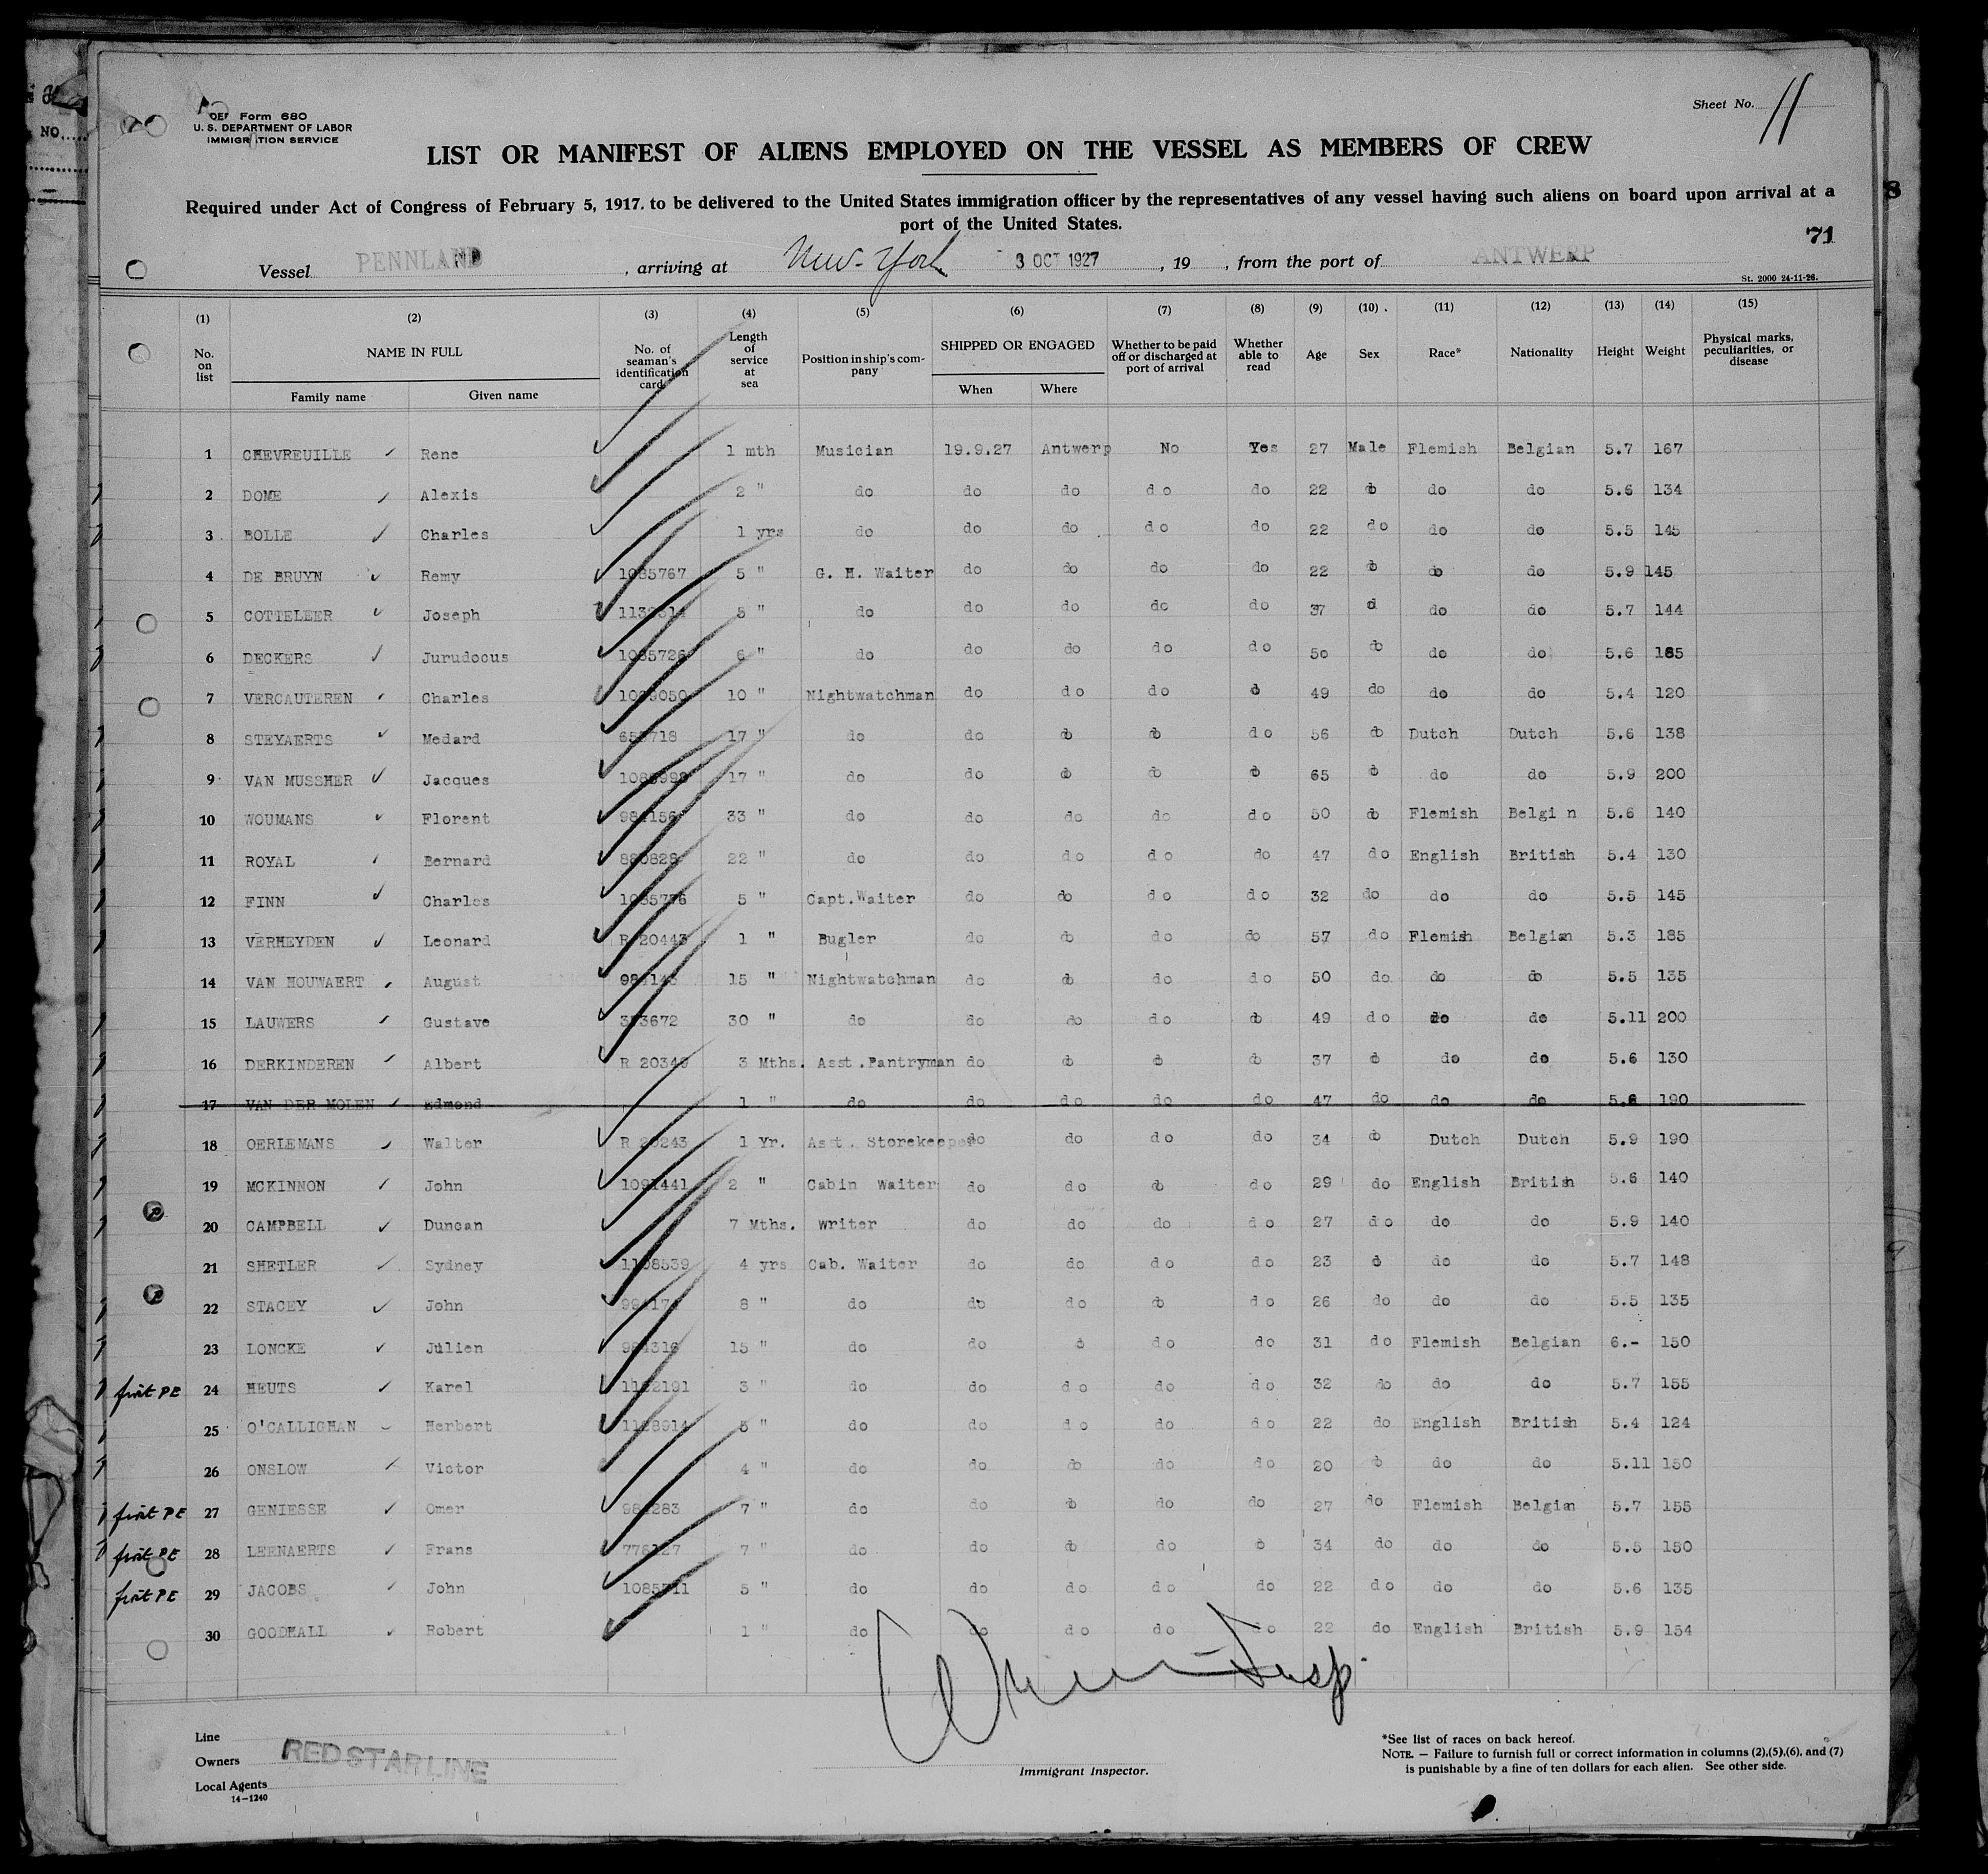 Form 680
U. S. DEPARTMENT OF LABOR
IMMIGRATION SERVICE
Sheet No. 11
LIST OR MANIFEST OF ALIENS EMPLOYED ON THE VESSEL AS MEMBERS OF CREW
Required under Act of Congress of February 5, 1917. to be delivered to the United States immigration officer by the representatives of any vessel having such aliens on board upon arrival at a
port of the United States.
71
Vessel PENNLAND , arriving at New-York 3 OCT 1927 , 19 , from the port of ANTWERP
St. 2000 24-11-26.
(1) (2) (3) (4) (5) (6) (7) (8) (9) (10) . (11) (12) (13) (14) (15)
No. on list NAME IN FULL Family name Given name No. of seaman's identification card Length of service at sea Position in ship's company SHIPPED OR ENGAGED When Where Whether to be paid off or discharged at port of arrival Whether able to read Age Sex Race* Nationality Height Weight Physical marks, peculiarities, or disease
1 CHEVREUILLE Rene 1 mth Musician 19.9.27 Antwerp No Yes 27 Male Flemish Belgian 5.7 167
2 DOME Alexis 2 " do do do do do 22 do do do 5.6 134
3 BOLLE Charles 1 yrs do do do do do 22 do do do 5.5 145
4 DE BRUYN Remy 1085767 5 " G. H. Waiter do do do do 22 do do do 5.9 145
5 COTTELEER Joseph 5 " do do do do do 37 do do do 5.7 144
6 DECKERS Jurudocus 1085726 6 " do do do do do 50 do do do 5.6 185
7 VERCAUTEREN Charles 10 " Nightwatchman do do do do 49 do do do 5.4 120
8 STEYAERTS Medard 17 " do do do do do 56 do Dutch Dutch 5.6 138
9 VAN MUSSHER Jacques 17 " do do do do do 65 do do do 5.9 200
10 WOUMANS Florent 33 " do do do do do 50 do Flemish Belgi n 5.6 140
11 ROYAL Bernard 22 " do do do do do 47 do English British 5.4 130
12 FINN Charles 5 " Capt.Waiter do do do do 32 do do do 5.5 145
13 VERHEYDEN Leonard R 20443 1 " Bugler do do do do 57 do Flemish Belgian 5.3 185
14 VAN HOUWAERT August 15 " Nightwatchman do do do do 50 do do do 5.5 135
15 LAUWERS Gustave 30 " do do do do do 49 do do do 5.11 200
16 DERKINDEREN Albert R 20349 3 Mths. Asst.Pantryman do do do do 37 do do do 5.6 130
17 VAN DER MOLEN Edmond 1 " do do do do do 47 do do do 5.6 190
18 OERLEMANS Walter 1 Yr. Asst. Storekeeper do do do do 34 do Dutch Dutch 5.9 190
19 MCKINNON John 1091441 2 " Cabin Waiter do do do do 29 do English British 5.6 140
20 CAMPBELL Duncan 7 Mths. Writer do do do do 27 do do do 5.9 140
21 SHETLER Sydney 1108539 4 yrs Cab. Waiter do do do do 23 do do do 5.7 148
22 STACEY John 8 " do do do do do 26 do do do 5.5 135
23 LONCKE Julien 15 " do do do do do 31 do Flemish Belgian 6.- 150
first PE 24 HEUTS Karel 3 " do do do do do 32 do do do 5.7 155
25 O'CALLIGHAN Herbert 5 " do do do do do 22 do English British 5.4 124
26 ONSLOW Victor 4 " do do do do do 20 do do do 5.11 150
first PE 27 GENIESSE Omer 7 " do do do do do 27 do Flemish Belgian 5.7 155
first PE 28 LEENAERTS Frans 7 " do do do do do 34 do do do 5.5 150
first PE 29 JACOBS John 5 " do do do do do 22 do do do 5.6 135
30 GOODHALL Robert 1 " do do do do do 22 do English British 5.9 154
Insp.
Line
Owners RED STAR LINE
Local Agents
14—1240
Immigrant Inspector.
*See list of races on back hereof.
NOTE. — Failure to furnish full or correct information in columns (2),(5),(6), and (7)
is punishable by a fine of ten dollars for each alien. See other side.